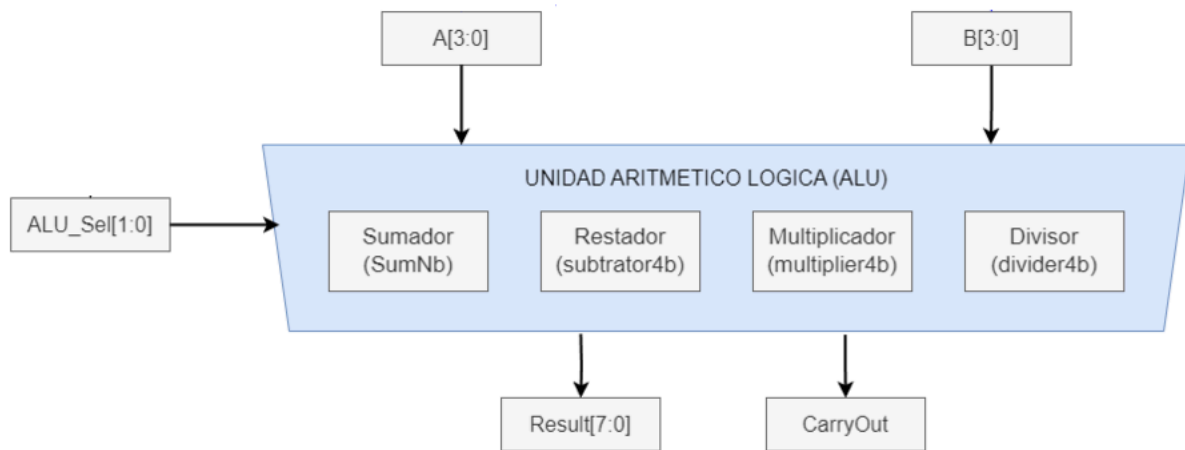 A[3:0]
B[3:0]
UNIDAD ARITMETICO LOGICA (ALU)
ALU_Sel[1:0]
Sumador
(SumNb)
Restador
(subtrator4b)
Multiplicador
(multiplier4b)
Divisor
(divider4b)
Result[7:0]
CarryOut